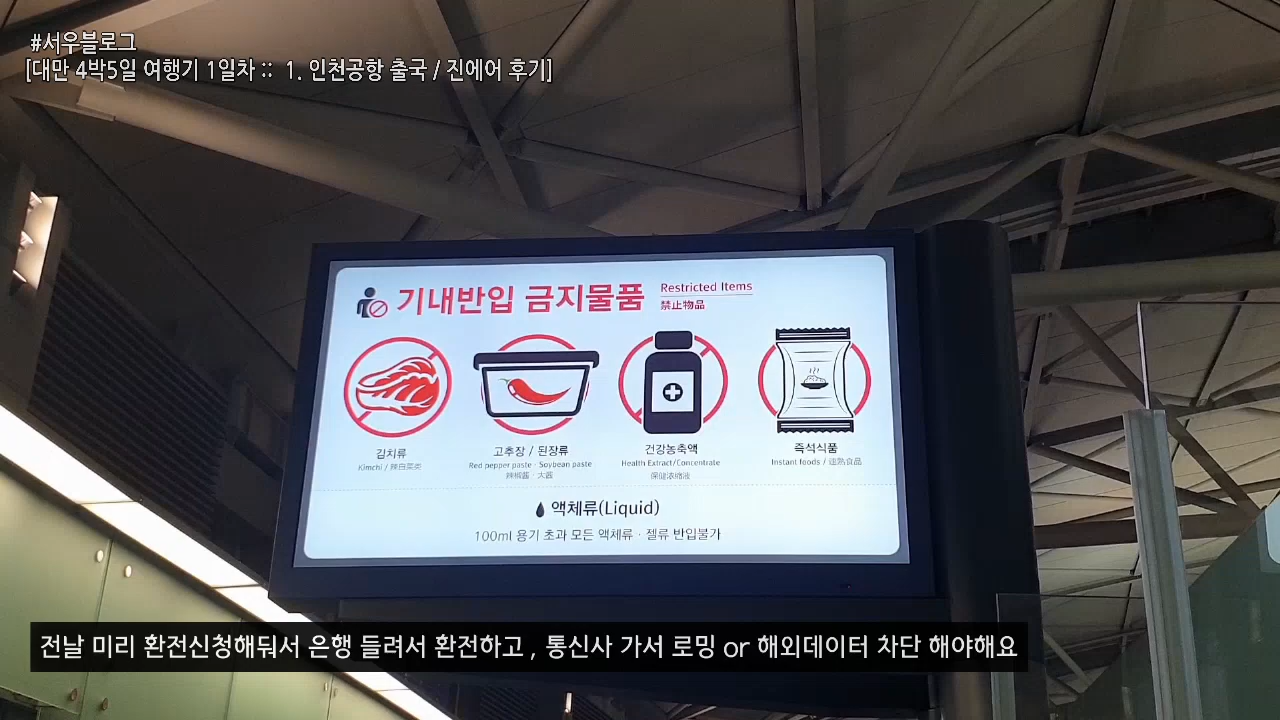 #서우블로그
[대만 4박5일 여행기 1일차 :: 1. 인천공항 출국 / 진에어 후기]
기내반입 금지물품
Restricted Items
禁止物品
김치류
Kimchi / 辣白菜类
고추장 / 된장류
Red pepper paste · Soybean paste
辣椒酱 · 大酱
건강농축액
Health Extract/Concentrate
保健浓缩液
즉석식품
Instant foods / 速熟食品
액체류(Liquid)
100ml 용기 초과 모든 액체류 · 젤류 반입불가
전날 미리 환전신청해둬서 은행 들려서 환전하고 , 통신사 가서 로밍 or 해외데이터 차단 해야해요